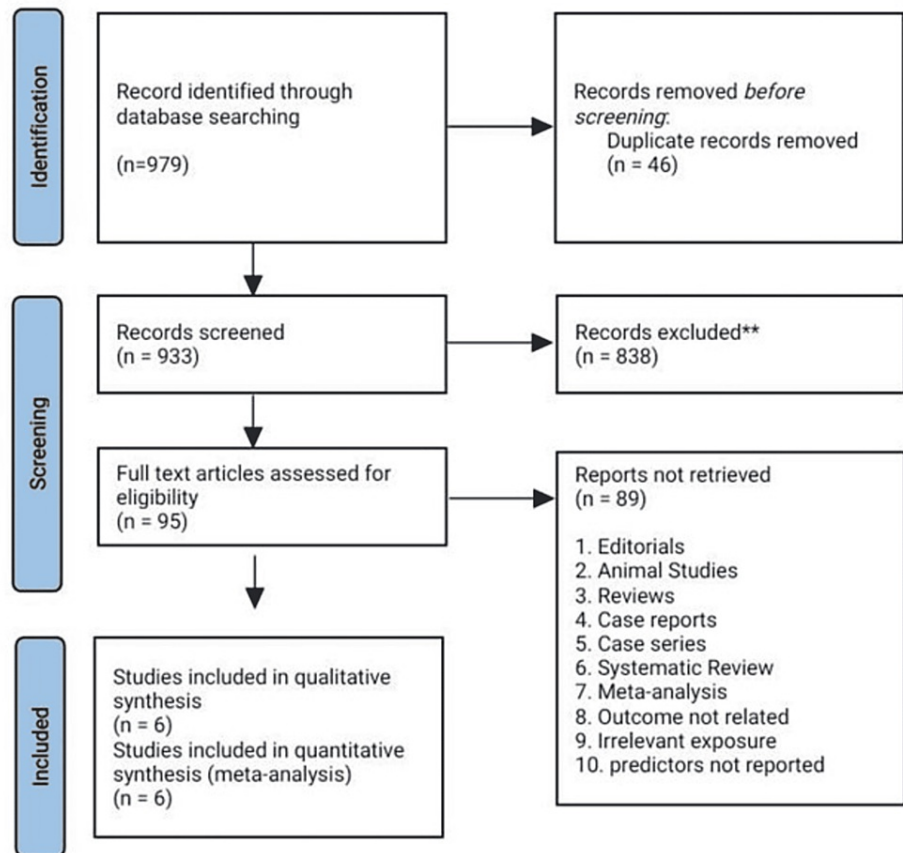 Identification
Record identified through
database searching
(n=979)
Records removed before
screening:
Duplicate records removed
(n = 46)
Screening
Records screened
(n = 933)
Records excluded**
(n = 838)
Full text articles assessed for
eligibility
(n = 95)
Reports not retrieved
(n = 89)
1. Editorials
2. Animal Studies
3. Reviews
4. Case reports
5. Case series
6. Systematic Review
7. Meta-analysis
8. Outcome not related
9. Irrelevant exposure
10. predictors not reported
Included
Studies included in qualitative
synthesis
(n = 6)
Studies included in quantitative
synthesis (meta-analysis)
(n = 6)